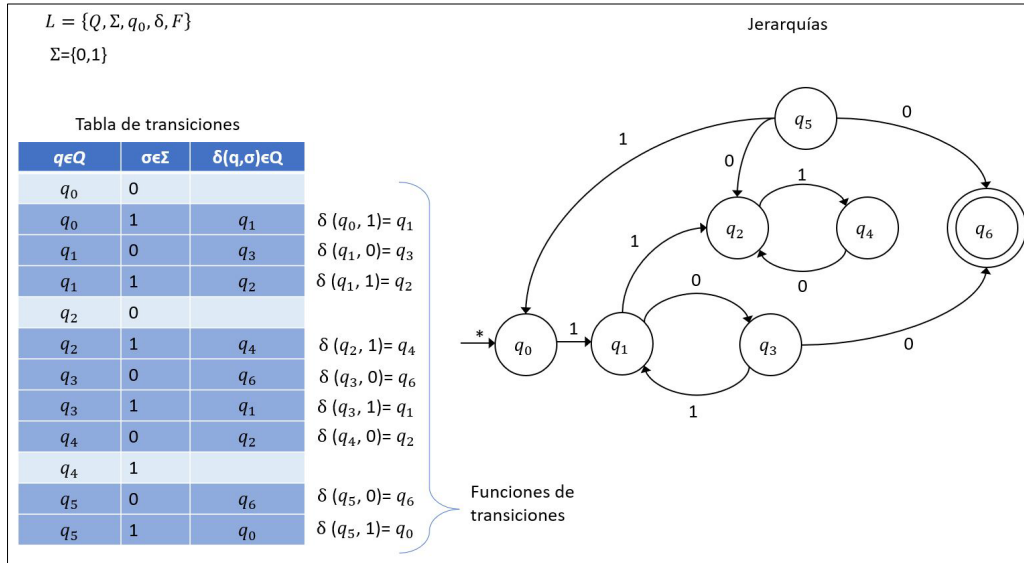 L = {Q, Σ, q₀, δ, F}
Σ={0,1}
Jerarquías
Tabla de transiciones
qϵQ σϵΣ δ(q,σ)ϵQ
q₀ 0
q₀ 1 q₁ δ (q₀, 1)= q₁
q₁ 0 q₃ δ (q₁, 0)= q₃
q₁ 1 q₂ δ (q₁, 1)= q₂
q₂ 0
q₂ 1 q₄ δ (q₂, 1)= q₄
q₃ 0 q₆ δ (q₃, 0)= q₆
q₃ 1 q₁ δ (q₃, 1)= q₁
q₄ 0 q₂ δ (q₄, 0)= q₂
q₄ 1
q₅ 0 q₆ δ (q₅, 0)= q₆
q₅ 1 q₀ δ (q₅, 1)= q₀
Funciones de
transiciones
q₅
0
1
0
1
q₂
q₄
q₆
1
0
0
*
q₀
1
q₁
q₃
0
1